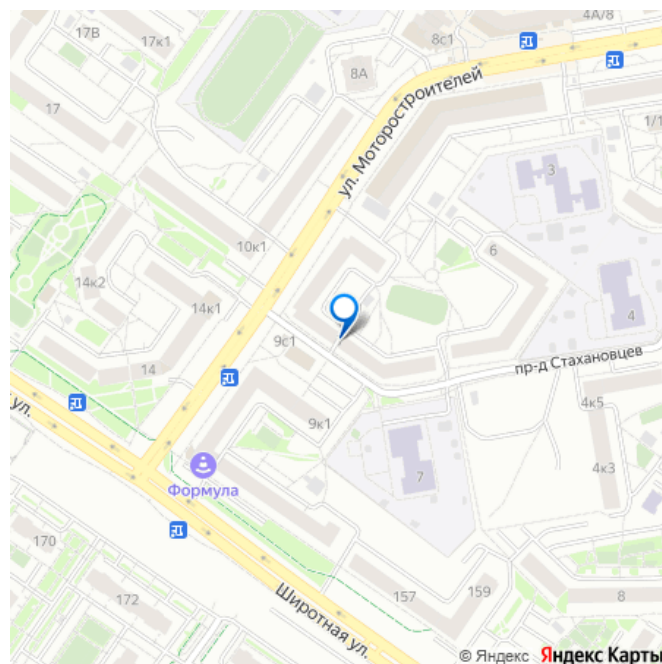 17В
17к1
8с1
4А/8
8А
17
ул. Моторостроителей
1/1
3
10к1
6
14к2
14к1
4
9с1
пр-д Стахановцев
14
ул.
4к5
9к1
7
4к3
Формула
170
172
Широтная ул.
157
159
8
© Яндекс Яндекс Карты